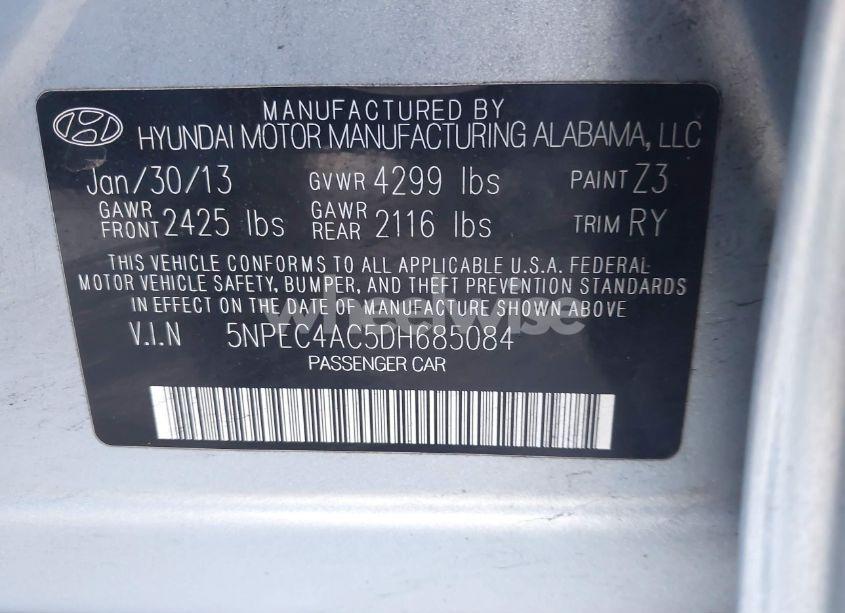 MANUFACTURED BY
HYUNDAI MOTOR MANUFACTURING ALABAMA, LLC
Jan/30/13 GVWR 4299 lbs PAINT Z3
GAWR FRONT 2425 lbs GAWR REAR 2116 lbs TRIM RY
THIS VEHICLE CONFORMS TO ALL APPLICABLE U.S.A. FEDERAL
MOTOR VEHICLE SAFETY, BUMPER, AND THEFT PREVENTION STANDARDS
IN EFFECT ON THE DATE OF MANUFACTURE SHOWN ABOVE
wheelwise
V.I.N 5NPEC4AC5DH685084
PASSENGER CAR